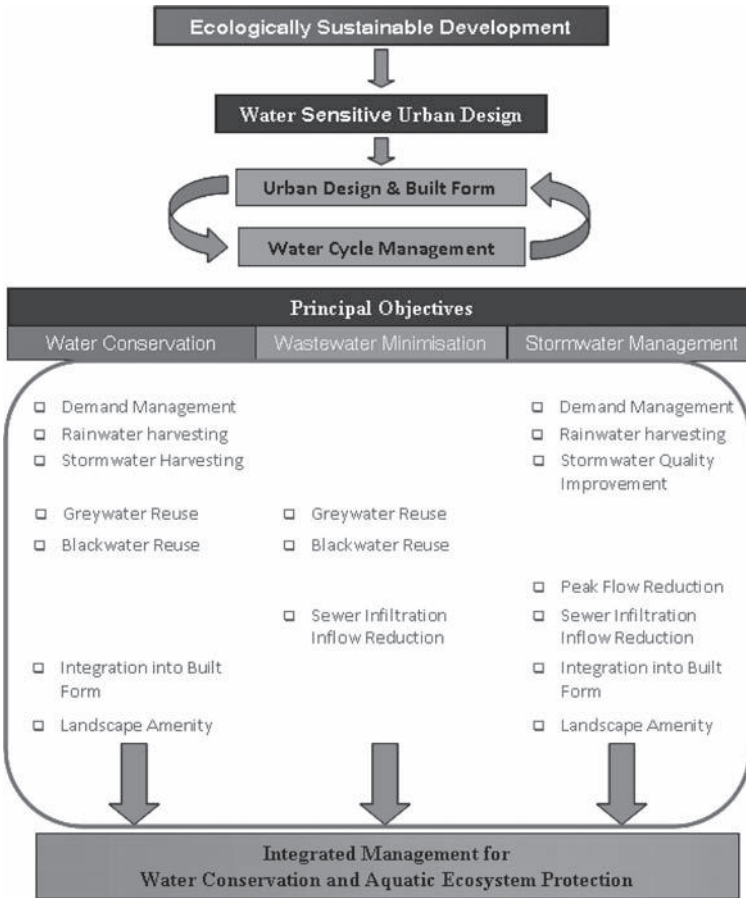 Ecologically Sustainable Development
Water Sensitive Urban Design
Urban Design & Built Form
Water Cycle Management
Principal Objectives
Water Conservation
Wastewater Minimisation
Stormwater Management
Demand Management
Rainwater harvesting
Stormwater Harvesting
Greywater Reuse
Blackwater Reuse
Integration into Built
Form
Landscape Amenity
Greywater Reuse
Blackwater Reuse
Sewer Infiltration
Inflow Reduction
Demand Management
Rainwater harvesting
Stormwater Quality
Improvement
Peak Flow Reduction
Sewer Infiltration
Inflow Reduction
Integration into Built
Form
Landscape Amenity
Integrated Management for
Water Conservation and Aquatic Ecosystem Protection